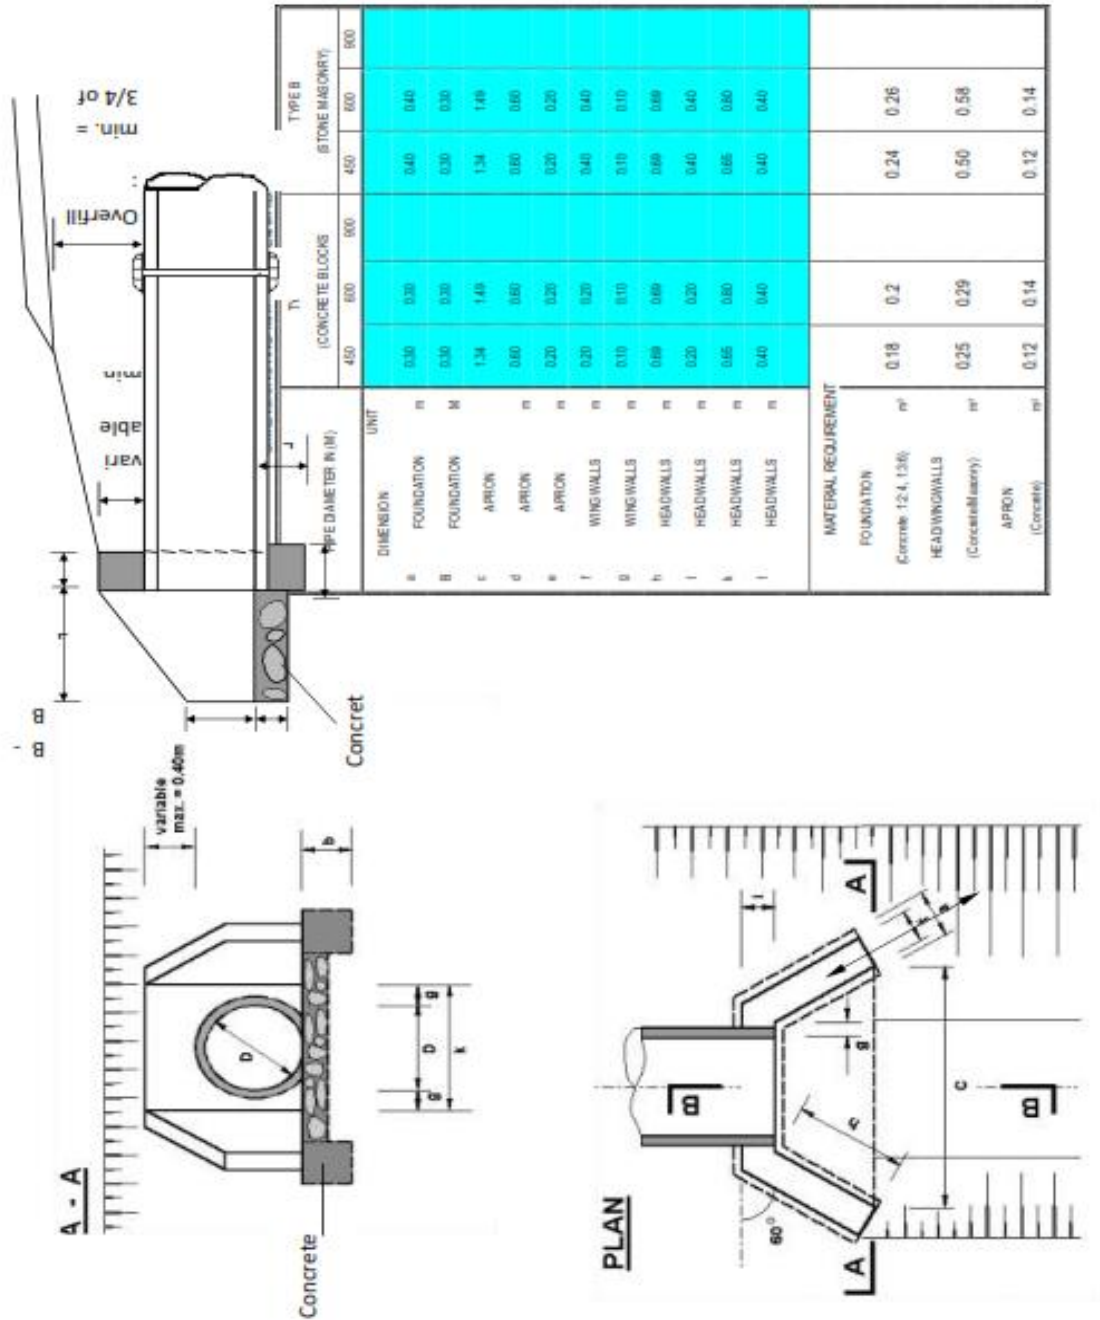 A - A
variable
max. = 0.40m
D
b
g D g
k
Concrete
B
- B
Concret
vari
able
min
Overfill
:
min. =
3/4 of
PLAN
60°
A A
B
B
c
h
g
i
f
a
PIPE DIAMETER IN (M)
(CONCRETE BLOCKS
TYPE B
(STONE MASONRY)
450 600 900 450 600 900
DIMENSION UNIT
a FOUNDATION m 0.30 0.30 0.40 0.40
B FOUNDATION M 0.30 0.30 0.30 0.30
c APRON 1.34 1.49 1.34 1.49
d APRON m 0.60 0.60 0.60 0.60
e APRON m 0.20 0.20 0.20 0.20
f WINGWALLS m 0.20 0.20 0.40 0.40
g WINGWALLS m 0.10 0.10 0.10 0.10
h HEADWALLS m 0.69 0.69 0.69 0.69
i HEADWALLS m 0.20 0.20 0.40 0.40
k HEADWALLS m 0.65 0.80 0.65 0.80
l HEADWALLS m 0.40 0.40 0.40 0.40
MATERIAL REQUIREMENT
FOUNDATION
(Concrete 1:2:4, 1:3:6) m³ 0.18 0.2 0.24 0.26
HEADWINGWALLS
(Concrete/Masonry) m³ 0.25 0.29 0.50 0.58
APRON
(Concrete) m³ 0.12 0.14 0.12 0.14